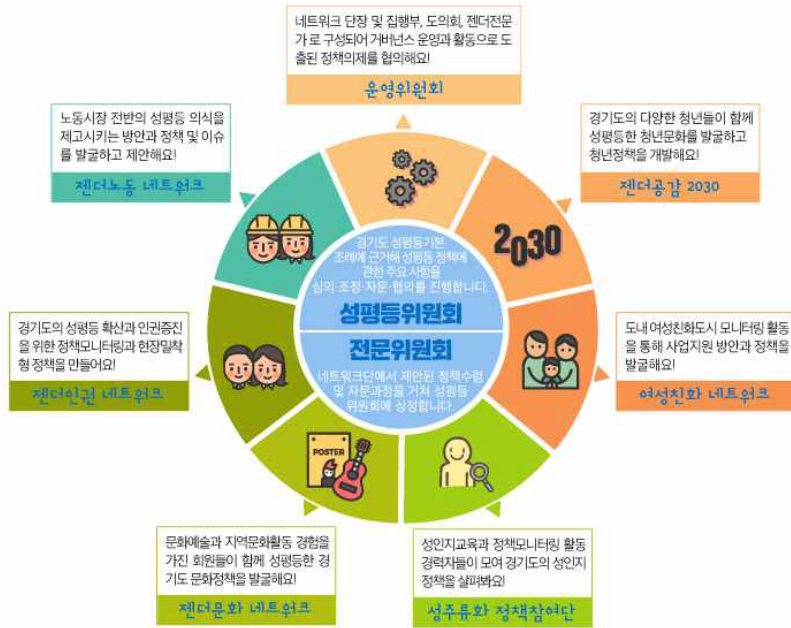 네트워크 단장 및 집행부, 도의회, 젠더전문
가로 구성되어 거버넌스 운영과 활동으로 도
출된 정책의제를 협의해요!
운영위원회
노동시장 전반의 성평등 의식을
제고시키는 방안과 정책 및 이슈
를 발굴하고 제안해요!
젠더노동 네트워크
경기도의 다양한 청년들이 함께
성평등한 청년문화를 발굴하고
청년정책을 개발해요!
젠더공감 2030
2030
경기도 성평등기본
조례에 근거해 성평등 정책에
관한 주요 사항을
심의·조정·자문·협의를 진행합니다.
성평등위원회
전문위원회
네트워크단에서 제안된 정책수렴
및 자문과정을 거쳐 성평등
위원회에 상정합니다.
경기도의 성평등 확산과 인권증진
을 위한 정책모니터링과 현장밀착
형 정책을 만들어요!
젠더인권 네트워크
도내 여성친화도시 모니터링 활동
을 통해 사업지원 방안과 정책을
발굴해요!
여성친화 네트워크
POSTER
문화예술과 지역문화활동 경험을
가진 회원들이 함께 성평등한 경
기도 문화정책을 발굴해요!
젠더문화 네트워크
성인지교육과 정책모니터링 활동
경력자들이 모여 경기도의 성인지
정책을 살펴봐요!
성주류화 정책참여단